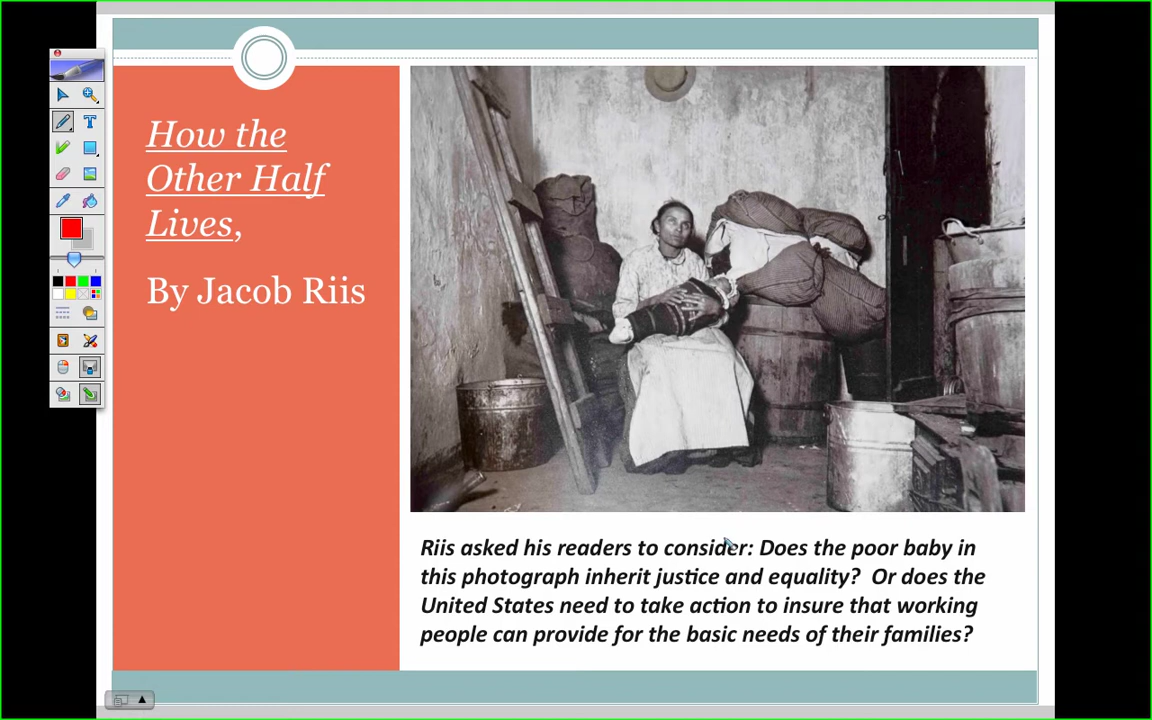 How the
Other Half
Lives,
By Jacob Riis
Riis asked his readers to consider: Does the poor baby in
this photograph inherit justice and equality? Or does the
United States need to take action to insure that working
people can provide for the basic needs of their families?
T